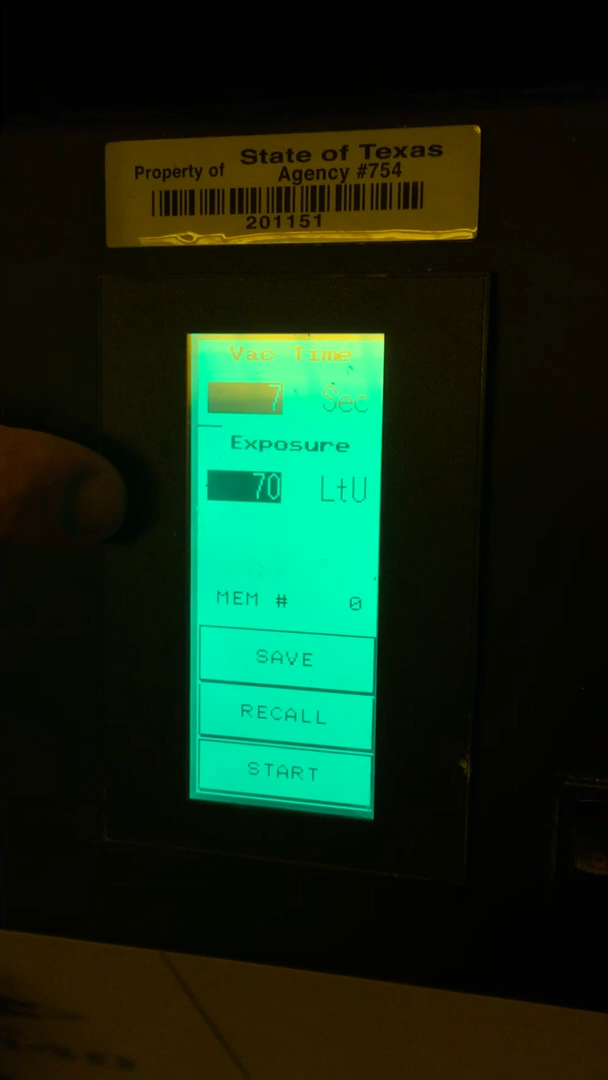 Property of State of Texas
Agency #754
201151
Vac Time
7 Sec
Exposure
70 LtU
MEM # 0
SAVE
RECALL
START